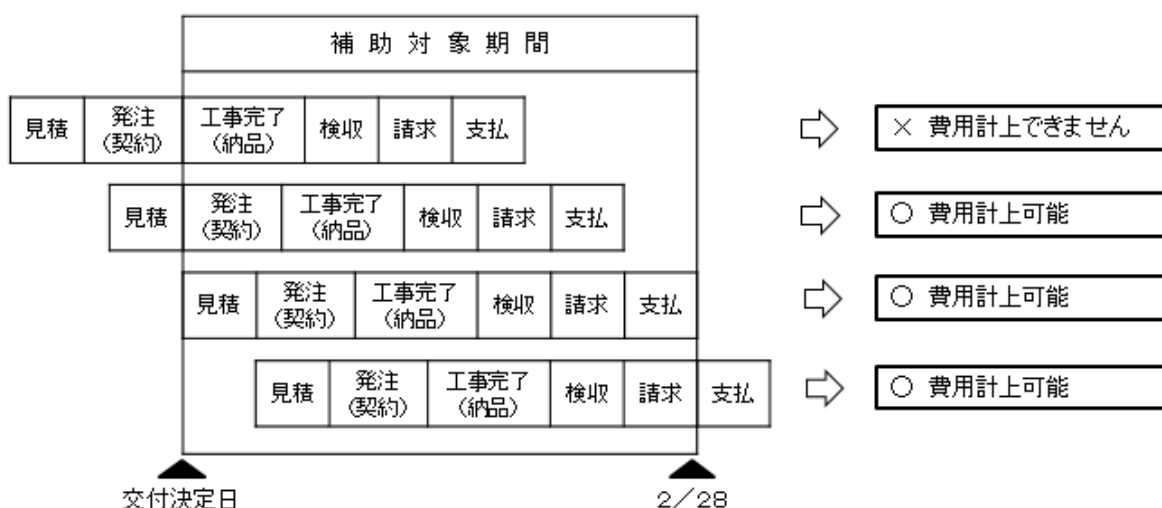 補助対象期間
見積 発注 工事完了 検収 請求 支払 × 費用計上できません
(契約) (納品)
見積 発注 工事完了 検収 請求 支払 ○ 費用計上可能
(契約) (納品)
見積 発注 工事完了 検収 請求 支払 ○ 費用計上可能
(契約) (納品)
見積 発注 工事完了 検収 請求 支払 ○ 費用計上可能
(契約) (納品)
交付決定日 2/28